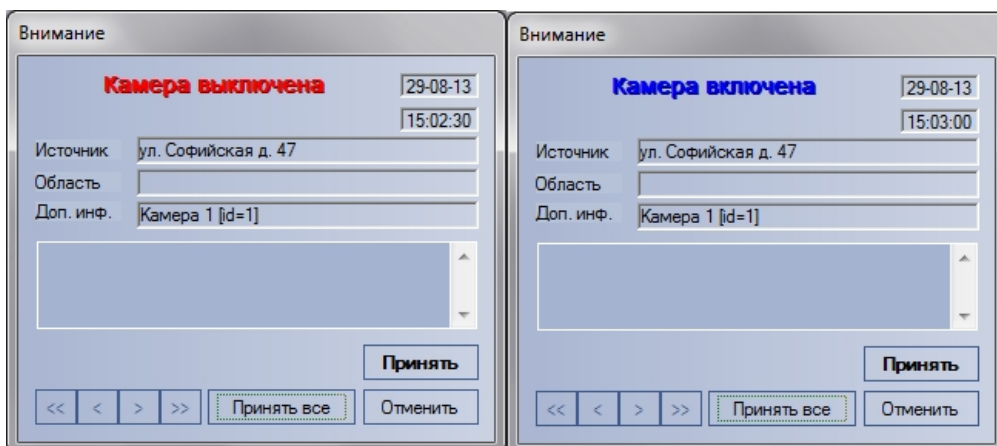 Внимание
Камера выключена
29-08-13
15:02:30
Источник ул. Софийская д. 47
Область
Доп. инф. Камера 1 [id=1]
Принять
<< < > >> Принять все Отменить
Внимание
Камера включена
29-08-13
15:03:00
Источник ул. Софийская д. 47
Область
Доп. инф. Камера 1 [id=1]
Принять
<< < > >> Принять все Отменить